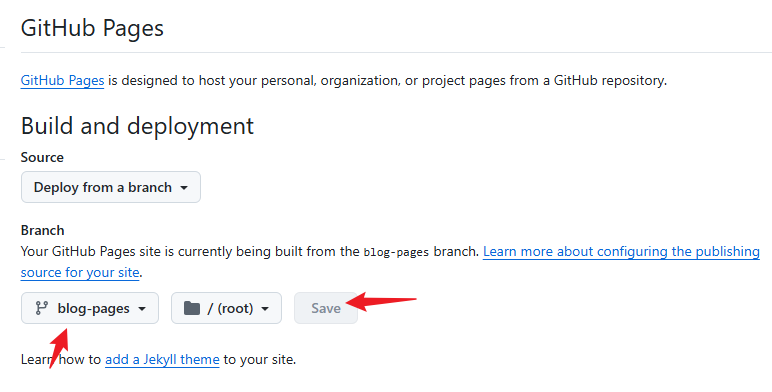 GitHub Pages
GitHub Pages is designed to host your personal, organization, or project pages from a GitHub repository.
Build and deployment
Source
Deploy from a branch
Branch
Your GitHub Pages site is currently being built from the blog-pages branch. Learn more about configuring the publishing
source for your site.
blog-pages / (root) Save
Learn how to add a Jekyll theme to your site.